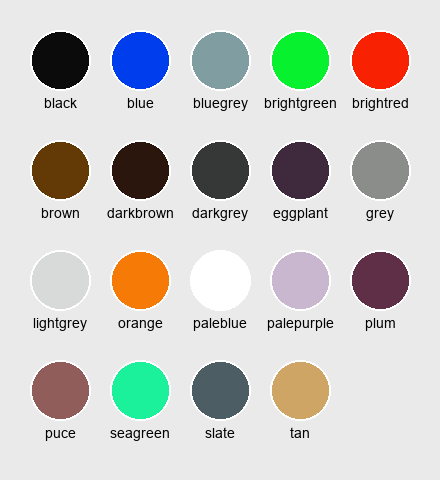 black blue bluegrey brightgreen brightred
brown darkbrown darkgrey eggplant grey
lightgrey orange paleblue palepurple plum
puce seagreen slate tan